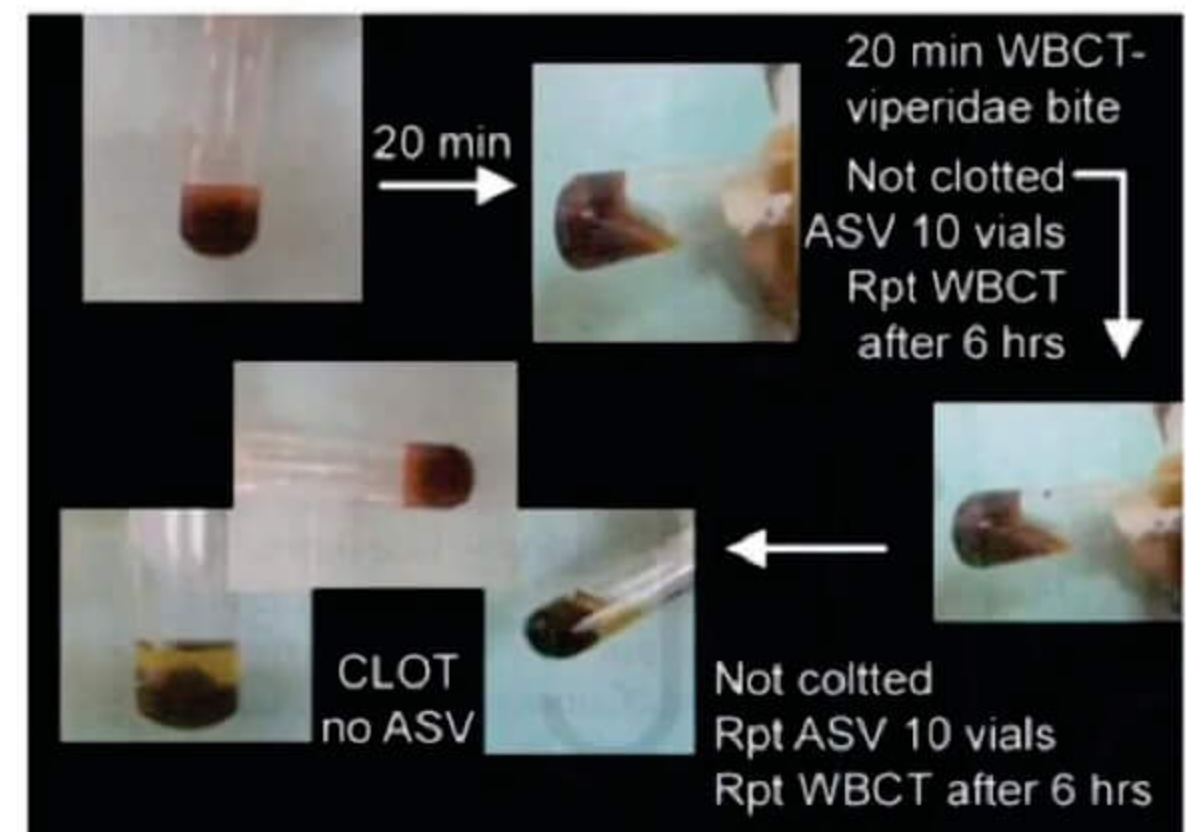 20 min
20 min WBCT-
viperidae bite
Not clotted
ASV 10 vials
Rpt WBCT
after 6 hrs
CLOT
no ASV
Not coltted
Rpt ASV 10 vials
Rpt WBCT after 6 hrs